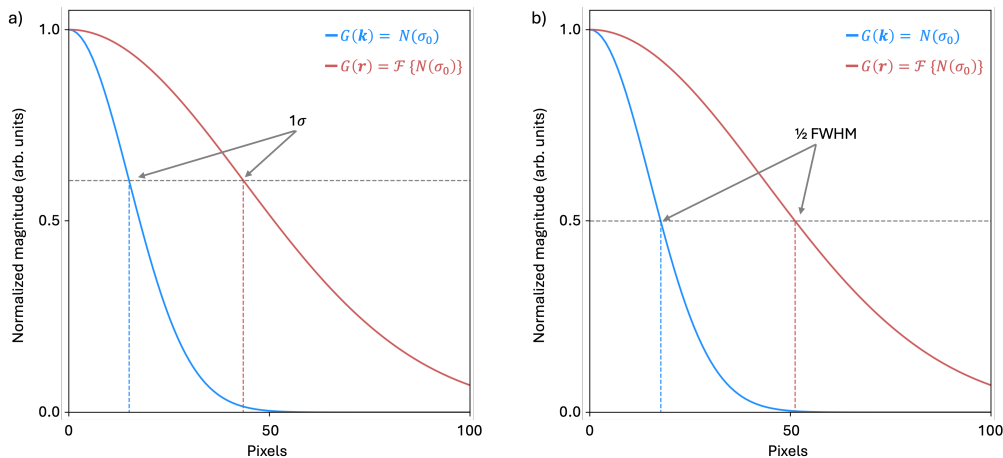 a)
Normalized magnitude (arb. units)
1.0
0.5
0.0
G(k) = N(σ₀)
G(r) = ℱ {N(σ₀)}
1σ
0
50
100
Pixels
b)
Normalized magnitude (arb. units)
1.0
0.5
0.0
G(k) = N(σ₀)
G(r) = ℱ {N(σ₀)}
½ FWHM
0
50
100
Pixels